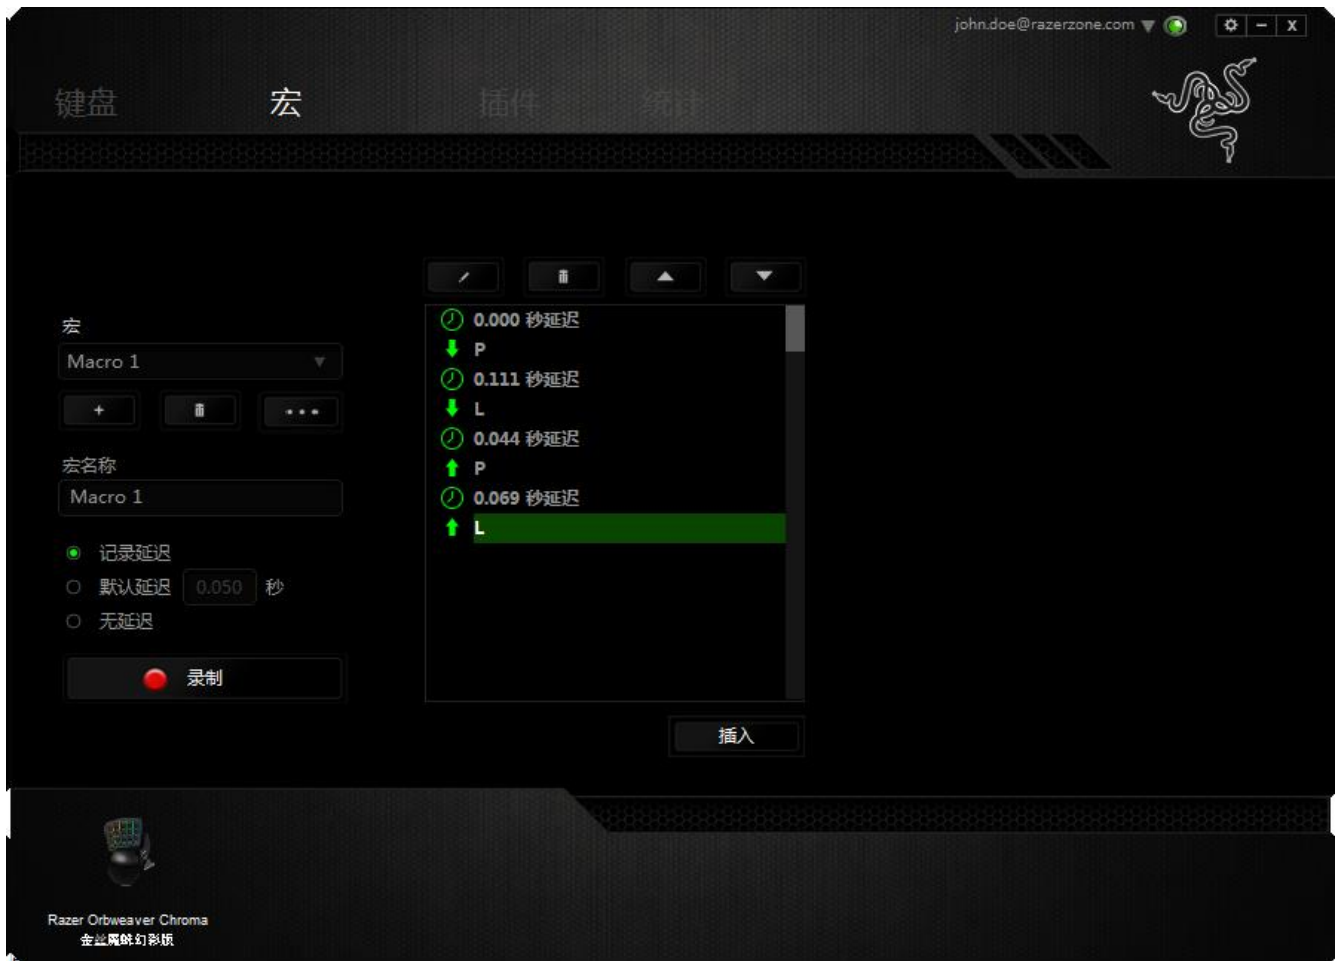 john.doe@razerzone.com
键盘 宏 插件 统计
宏
Macro 1
宏名称
Macro 1
记录延迟
默认延迟 0.050 秒
无延迟
录制
0.000 秒延迟
P
0.111 秒延迟
L
0.044 秒延迟
P
0.069 秒延迟
L
插入
Razer Orbweaver Chroma
金丝魔蛛幻彩版